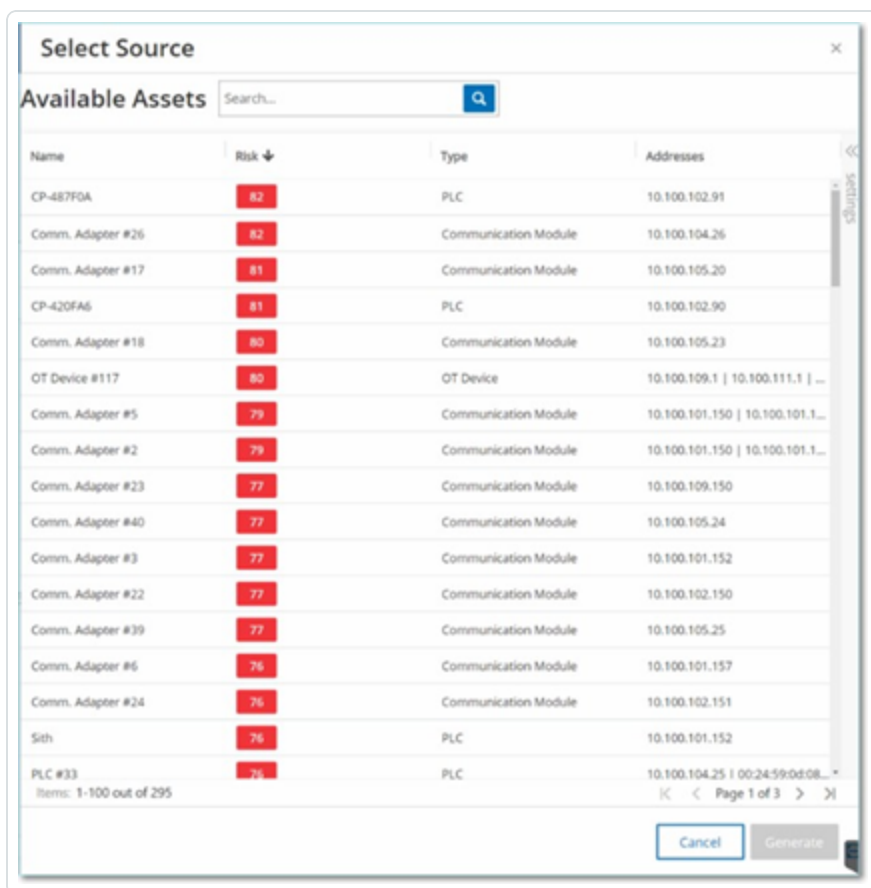 Select Source ×
Available Assets Search...
Name Risk Type Addresses
settings
CP-487F0A 82 PLC 10.100.102.91
Comm. Adapter #26 82 Communication Module 10.100.104.26
Comm. Adapter #17 81 Communication Module 10.100.105.20
CP-420FA6 81 PLC 10.100.102.90
Comm. Adapter #18 80 Communication Module 10.100.105.23
OT Device #117 80 OT Device 10.100.109.1 | 10.100.111.1 | ...
Comm. Adapter #5 79 Communication Module 10.100.101.150 | 10.100.101.1...
Comm. Adapter #2 79 Communication Module 10.100.101.150 | 10.100.101.1...
Comm. Adapter #23 77 Communication Module 10.100.109.150
Comm. Adapter #40 77 Communication Module 10.100.105.24
Comm. Adapter #3 77 Communication Module 10.100.101.152
Comm. Adapter #22 77 Communication Module 10.100.102.150
Comm. Adapter #39 77 Communication Module 10.100.105.25
Comm. Adapter #6 76 Communication Module 10.100.101.157
Comm. Adapter #24 76 Communication Module 10.100.102.151
Sith 76 PLC 10.100.101.152
PLC #33 76 PLC 10.100.104.25 | 00:24:59:0d:08...
Items: 1-100 out of 295 Page 1 of 3
Cancel Generate